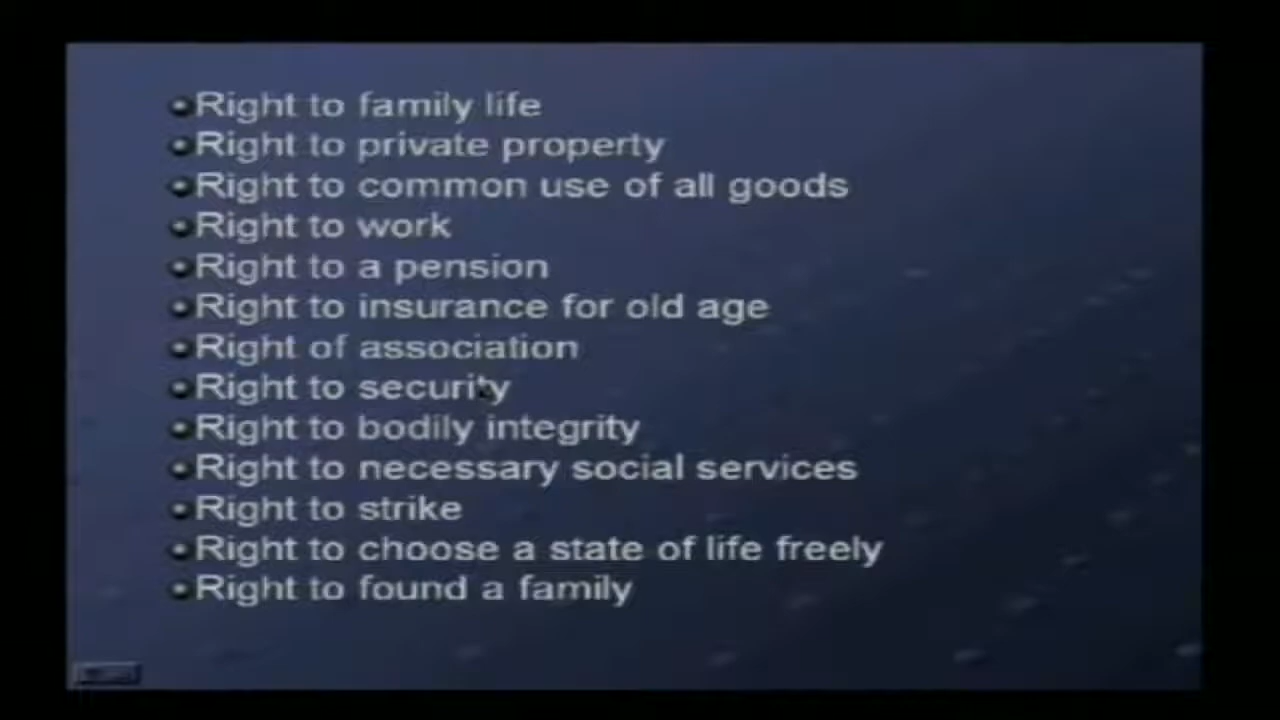 Right to family life
Right to private property
Right to common use of all goods
Right to work
Right to a pension
Right to insurance for old age
Right of association
Right to security
Right to bodily integrity
Right to necessary social services
Right to strike
Right to choose a state of life freely
Right to found a family